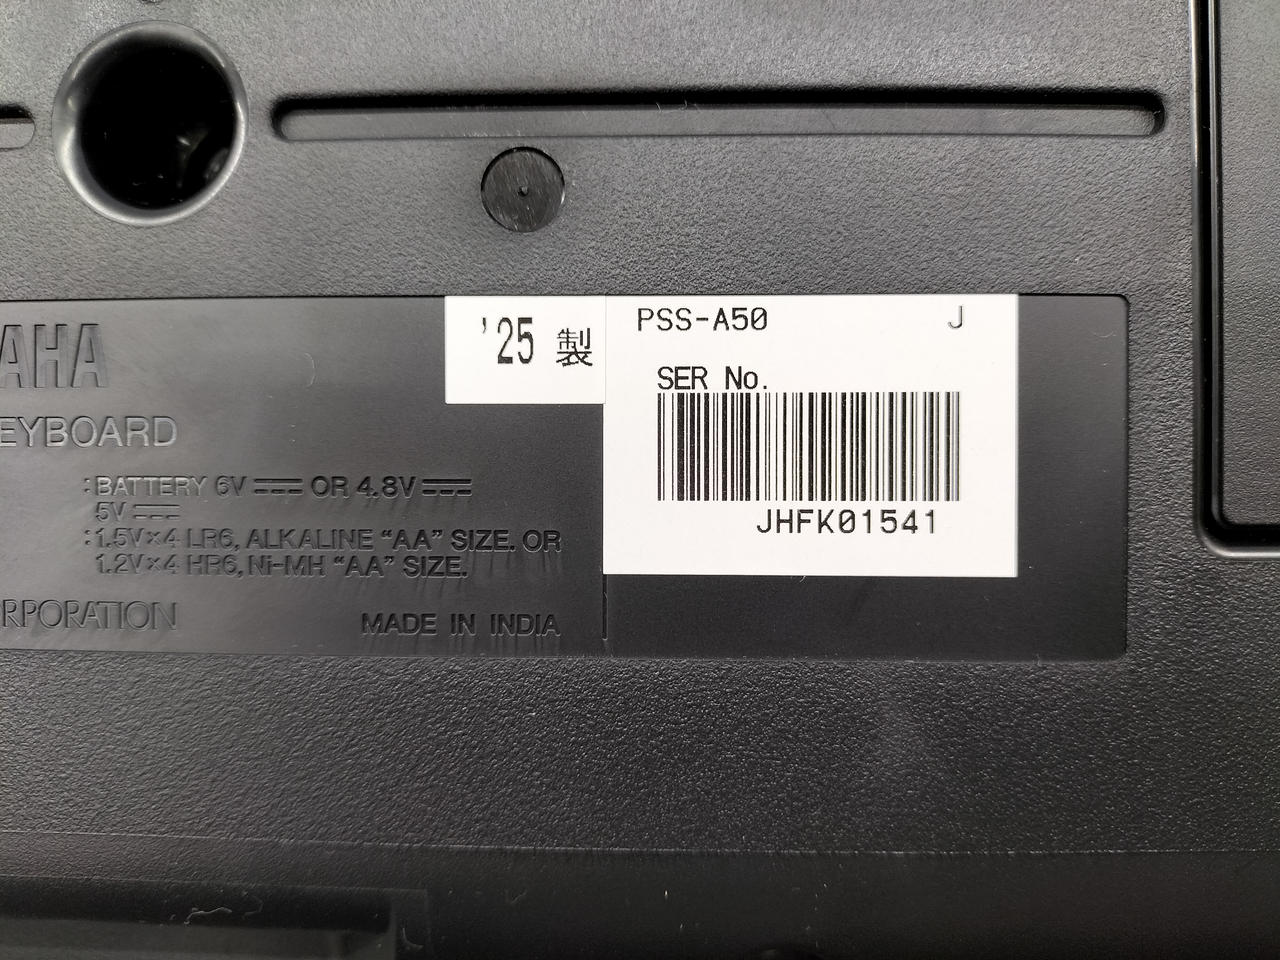 '25 製
PSS-A50 J
SER No.
JHFK01541
AHA
EYBOARD
:BATTERY 6V ⎓ OR 4.8V ⎓
5V ⎓
:1.5V×4 LR6, ALKALINE “AA” SIZE. OR
1.2V×4 HR6, Ni-MH “AA” SIZE.
RPORATION MADE IN INDIA